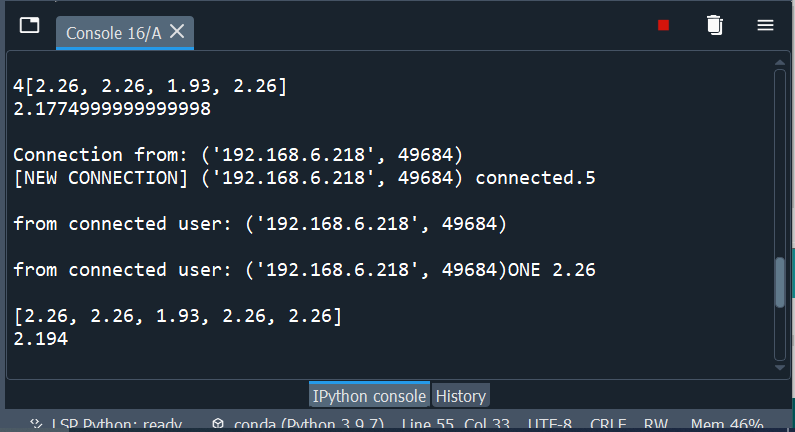 Console 16/A
4[2.26, 2.26, 1.93, 2.26]
2.1774999999999998
Connection from: ('192.168.6.218', 49684)
[NEW CONNECTION] ('192.168.6.218', 49684) connected.5
from connected user: ('192.168.6.218', 49684)
from connected user: ('192.168.6.218', 49684)ONE 2.26
[2.26, 2.26, 1.93, 2.26, 2.26]
2.194
IPython console History
LSP Python: ready conda (Python 3.9.7) Line 55, Col 33 UTF-8 CRLF RW Mem 46%